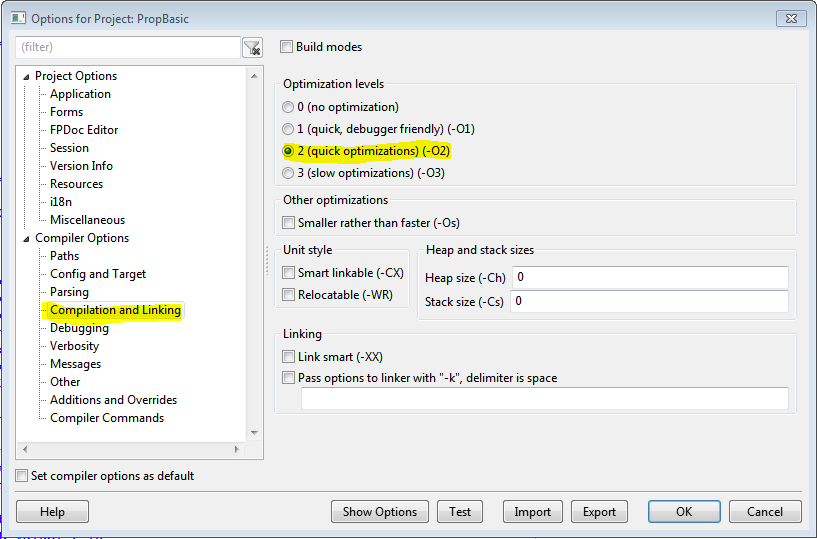 Options for Project: PropBasic
(filter)
Build modes
Project Options
Application
Forms
FPDoc Editor
Session
Version Info
Resources
i18n
Miscellaneous
Compiler Options
Paths
Config and Target
Parsing
Compilation and Linking
Debugging
Verbosity
Messages
Other
Additions and Overrides
Compiler Commands
Optimization levels
0 (no optimization)
1 (quick, debugger friendly) (-O1)
2 (quick optimizations) (-O2)
3 (slow optimizations) (-O3)
Other optimizations
Smaller rather than faster (-Os)
Unit style
Smart linkable (-CX)
Relocatable (-WR)
Heap and stack sizes
Heap size (-Ch) 0
Stack size (-Cs) 0
Linking
Link smart (-XX)
Pass options to linker with "-k", delimiter is space
Set compiler options as default
Help Show Options Test Import Export OK Cancel